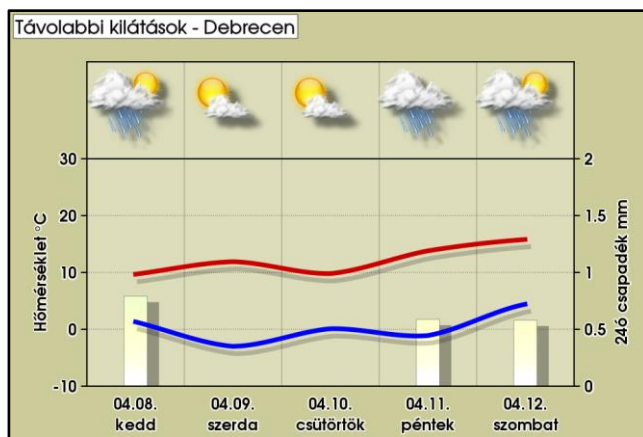 Távolabbi kilátások - Debrecen
30
20
10
0
-10
Hőmérséklet °C
2
1.5
1
0.5
0
24ó csapadék mm
04.08.
kedd
04.09.
szerda
04.10.
csütörtök
04.11.
péntek
04.12.
szombat